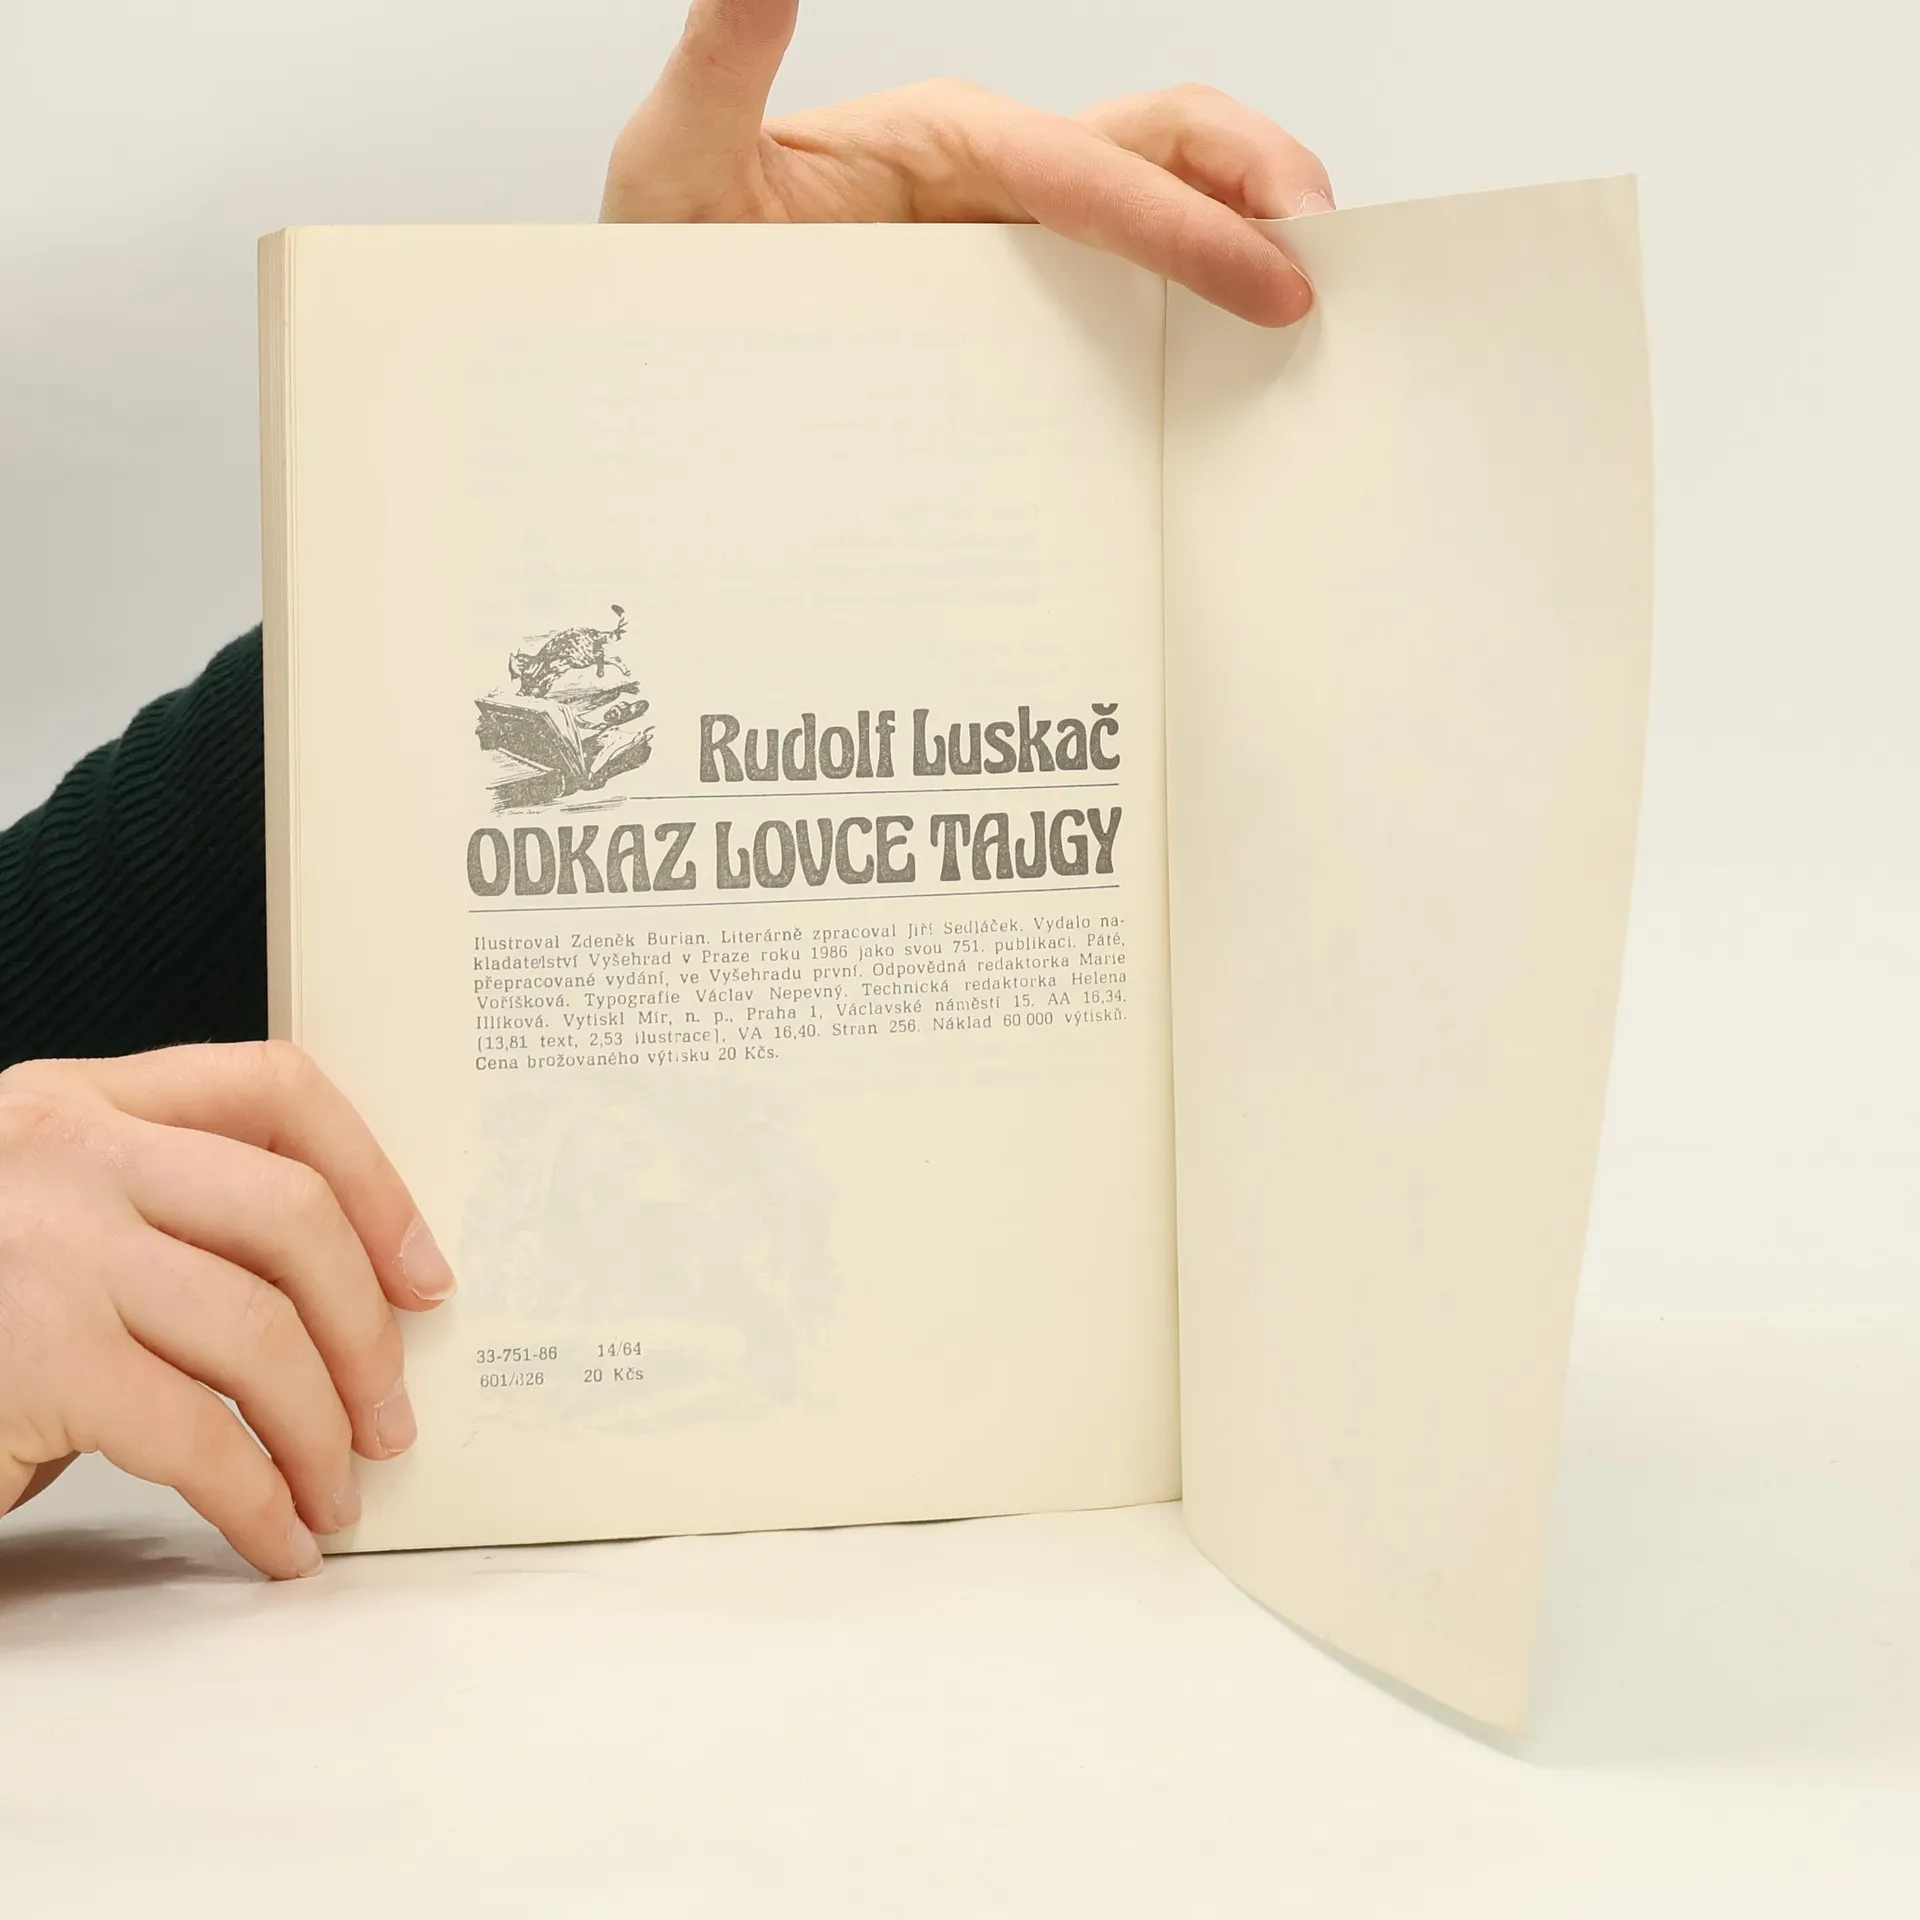 Rudolf Luskač
ODKAZ LOVCE TAJGY
Ilustroval Zdeněk Burian. Literárně zpracoval Jiří Sedláček. Vydalo na-
kladatelství Vyšehrad v Praze roku 1986 jako svou 751. publikaci. Páté,
přepracované vydání, ve Vyšehradu první. Odpovědná redaktorka Marie
Voříšková. Typografie Václav Nepevný. Technická redaktorka Helena
Illíková. Vytiskl Mír, n. p., Praha 1, Václavské náměstí 15. AA 16,34.
(13,81 text, 2,53 ilustrace), VA 16,40. Stran 256. Náklad 60 000 výtisků.
Cena brožovaného výtisku 20 Kčs.
33-751-86 14/64
601/826 20 Kčs